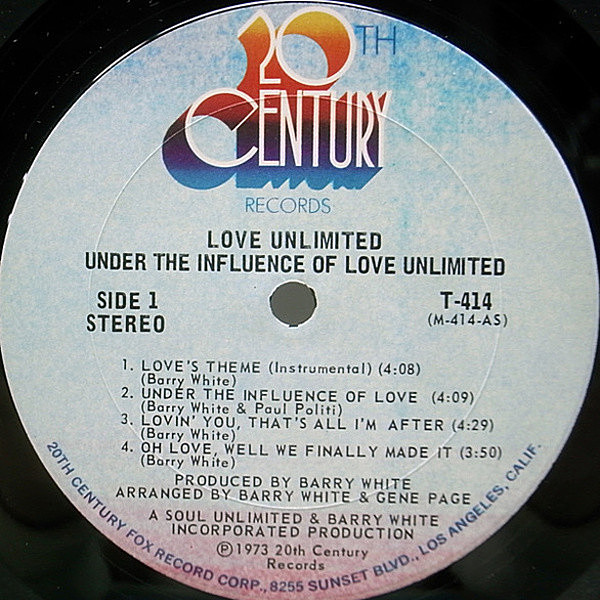 20TH
CENTURY
RECORDS
LOVE UNLIMITED
UNDER THE INFLUENCE OF LOVE UNLIMITED
SIDE 1
STEREO
T-414
(M-414-AS)
1. LOVE'S THEME (Instrumental) (4:08)
(Barry White)
2. UNDER THE INFLUENCE OF LOVE (4:09)
(Barry White & Paul Politi)
3. LOVIN' YOU, THAT'S ALL I'M AFTER (4:29)
(Barry White)
4. OH LOVE, WELL WE FINALLY MADE IT (3:50)
(Barry White)
PRODUCED BY BARRY WHITE
ARRANGED BY BARRY WHITE & GENE PAGE
A SOUL UNLIMITED & BARRY WHITE
INCORPORATED PRODUCTION
℗1973 20th Century
Records
20TH CENTURY FOX RECORD CORP., 8255 SUNSET BLVD., LOS ANGELES, CALIF.